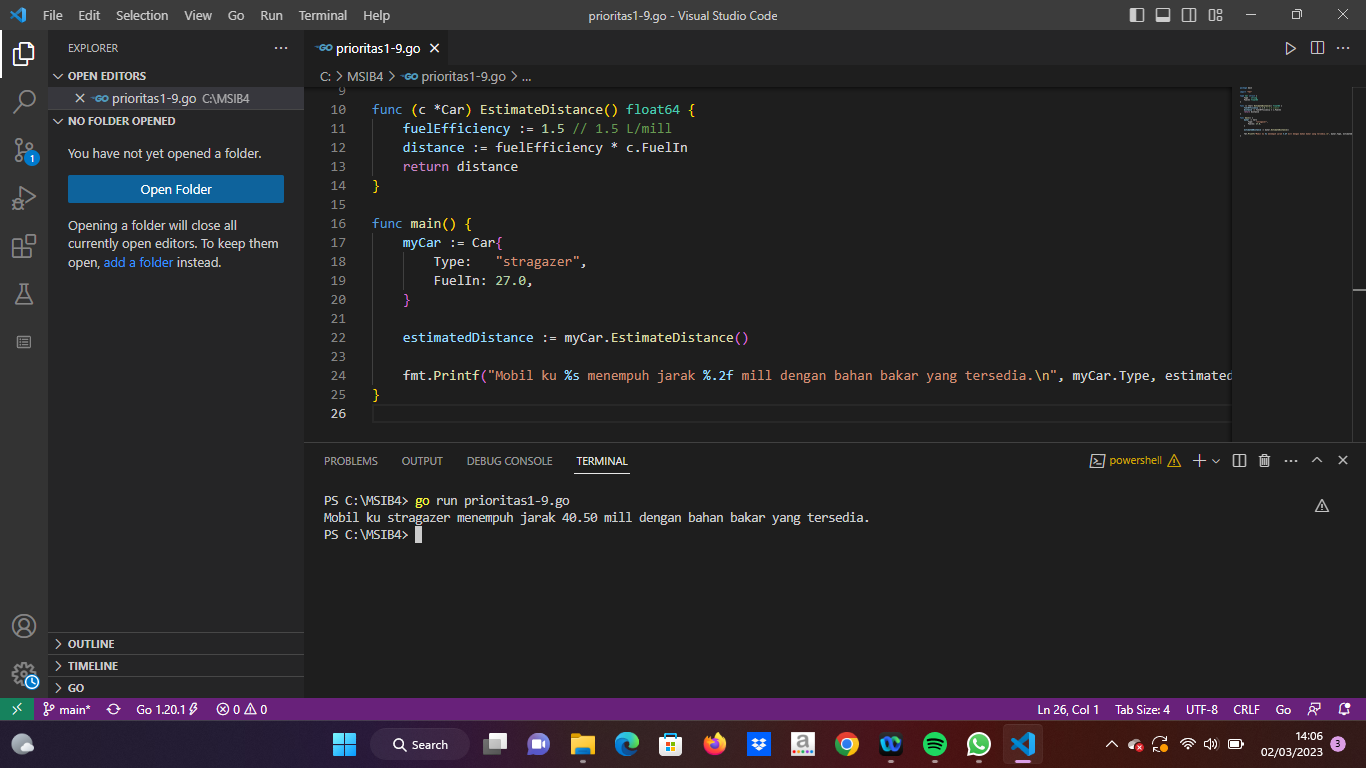 File Edit Selection View Go Run Terminal Help
prioritas1-9.go - Visual Studio Code
EXPLORER
OPEN EDITORS
GO prioritas1-9.go C:\MSIB4
NO FOLDER OPENED
You have not yet opened a folder.
Open Folder
Opening a folder will close all
currently open editors. To keep them
open, add a folder instead.
1
OUTLINE
TIMELINE
GO
GO prioritas1-9.go
C: > MSIB4 > GO prioritas1-9.go > ...
9
10 func (c *Car) EstimateDistance() float64 {
11 fuelEfficiency := 1.5 // 1.5 L/mill
12 distance := fuelEfficiency * c.FuelIn
13 return distance
14 }
15
16 func main() {
17 myCar := Car{
18 Type: "stragazer",
19 FuelIn: 27.0,
20 }
21
22 estimatedDistance := myCar.EstimateDistance()
23
24 fmt.Printf("Mobil ku %s menempuh jarak %.2f mill dengan bahan bakar yang tersedia.\n", myCar.Type, estimated
25 }
26
PROBLEMS OUTPUT DEBUG CONSOLE TERMINAL
powershell
PS C:\MSIB4> go run prioritas1-9.go
Mobil ku stragazer menempuh jarak 40.50 mill dengan bahan bakar yang tersedia.
PS C:\MSIB4>
main* Go 1.20.1 0 0
Ln 26, Col 1 Tab Size: 4 UTF-8 CRLF Go
Search
a
14:06
02/03/2023
3